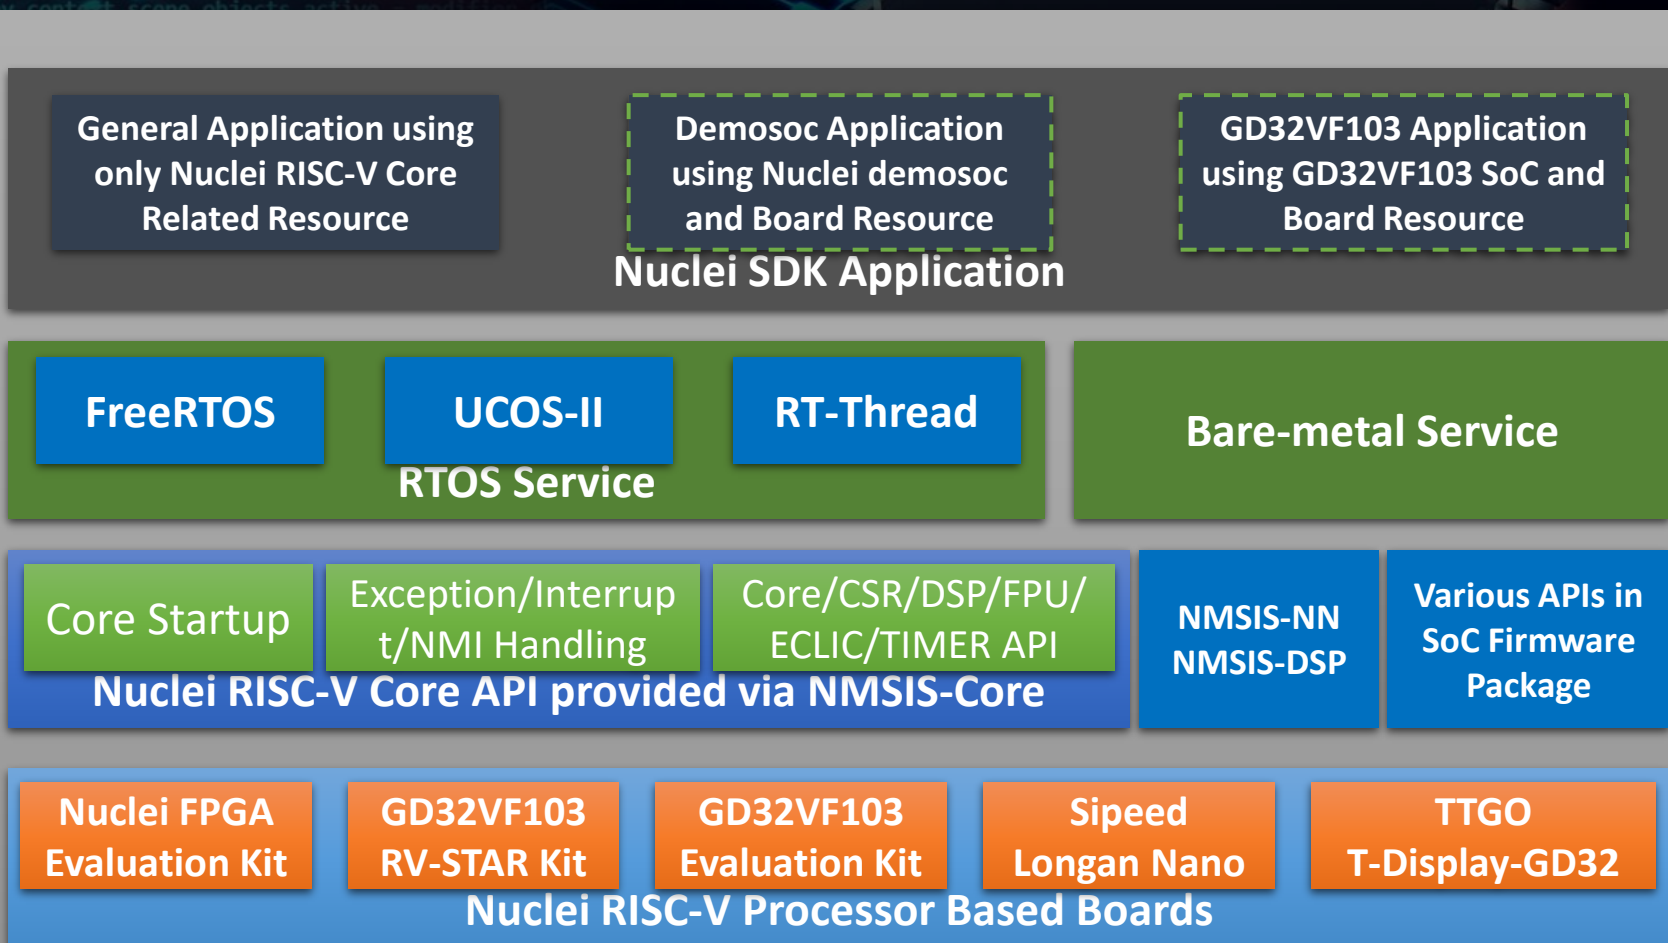 General Application using
only Nuclei RISC-V Core
Related Resource
Demosoc Application
using Nuclei demosoc
and Board Resource
GD32VF103 Application
using GD32VF103 SoC and
Board Resource
Nuclei SDK Application
FreeRTOS
UCOS-II
RT-Thread
RTOS Service
Bare-metal Service
Core Startup
Exception/Interrup
t/NMI Handling
Core/CSR/DSP/FPU/
ECLIC/TIMER API
Nuclei RISC-V Core API provided via NMSIS-Core
NMSIS-NN
NMSIS-DSP
Various APIs in
SoC Firmware
Package
Nuclei FPGA
Evaluation Kit
GD32VF103
RV-STAR Kit
GD32VF103
Evaluation Kit
Sipeed
Longan Nano
TTGO
T-Display-GD32
Nuclei RISC-V Processor Based Boards